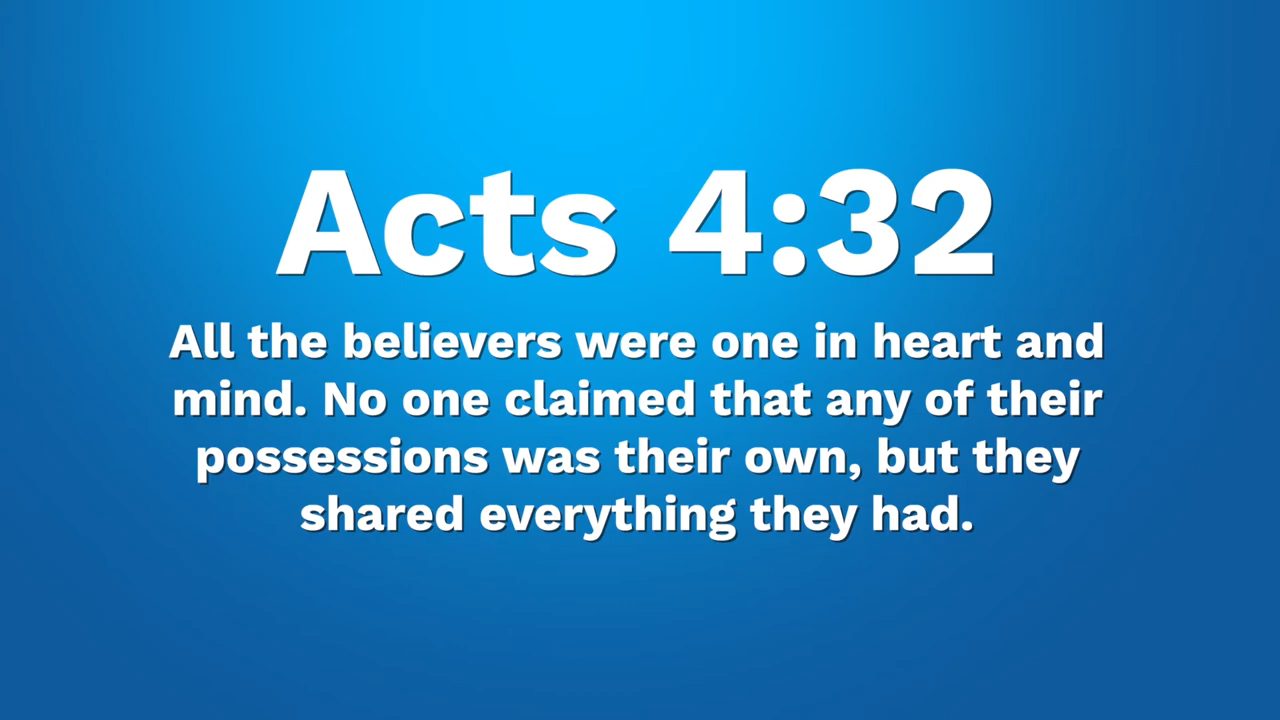 Acts 4:32
All the believers were one in heart and
mind. No one claimed that any of their
possessions was their own, but they
shared everything they had.